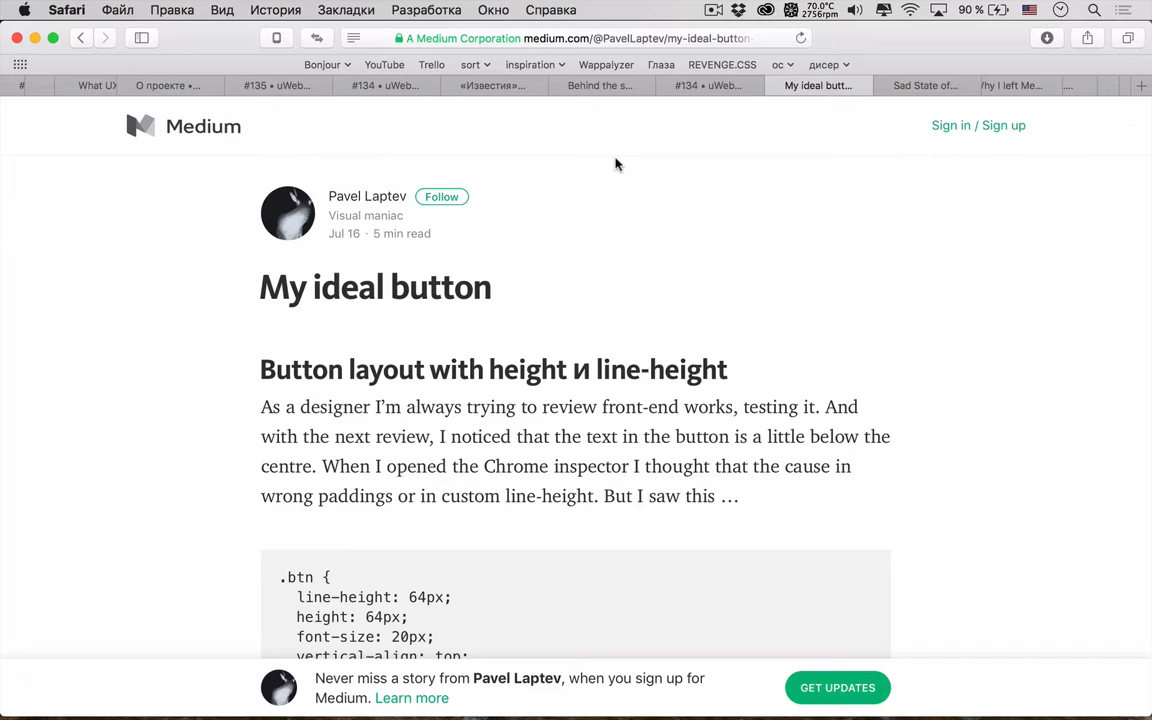 Safari Файл Правка Вид История Закладки Разработка Окно Справка 70.0°C 2756rpm 90 %
A Medium Corporation medium.com/@PavelLaptev/my-ideal-button-
Bonjour YouTube Trello sort inspiration Wappalyzer Глаза REVENGE.CSS ос дисер
# What UX О проекте •... #135 • uWeb... #134 • uWeb... «Известия»... Behind the s... #134 • uWeb... My ideal butt... Sad State of... Why I left Me... ....
Medium
Sign in / Sign up
Pavel Laptev Follow
Visual maniac
Jul 16 · 5 min read
My ideal button
Button layout with height и line-height
As a designer I’m always trying to review front-end works, testing it. And
with the next review, I noticed that the text in the button is a little below the
centre. When I opened the Chrome inspector I thought that the cause in
wrong paddings or in custom line-height. But I saw this …
.btn {
line-height: 64px;
height: 64px;
font-size: 20px;
vertical-align: top;
Never miss a story from Pavel Laptev, when you sign up for
Medium. Learn more
GET UPDATES